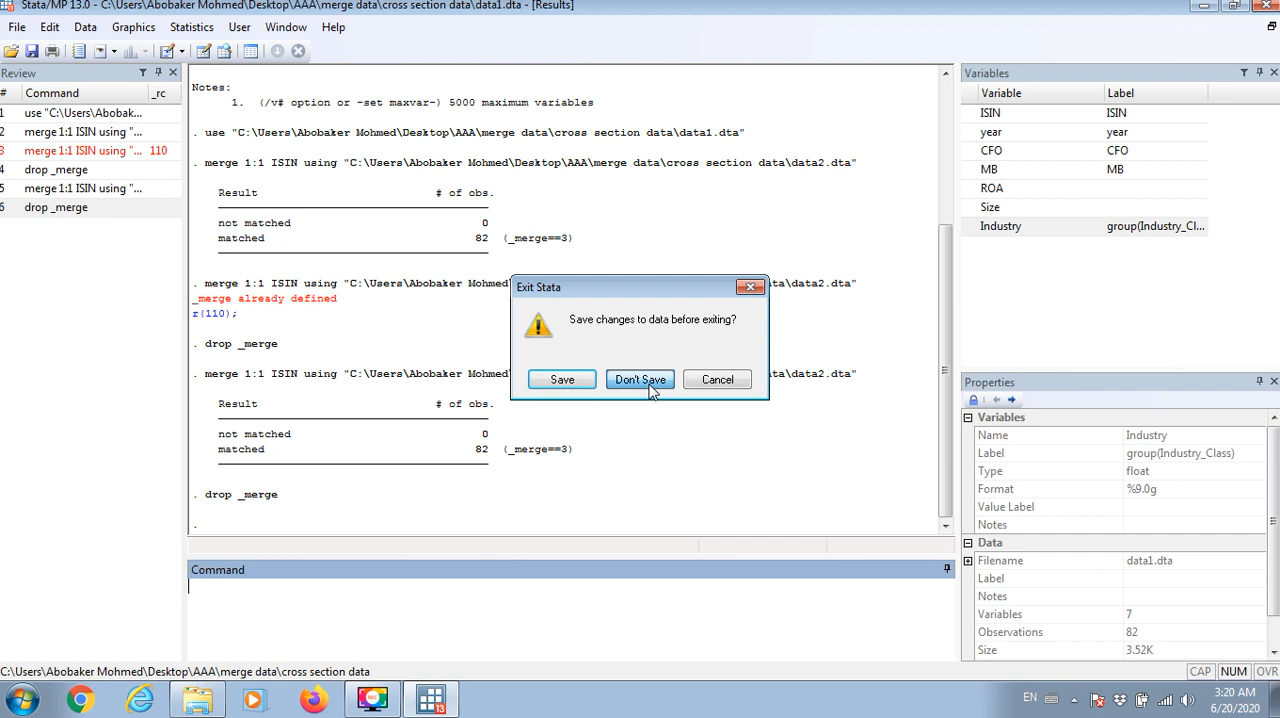 Stata/MP 13.0 - C:\Users\Abobaker Mohmed\Desktop\AAA\merge data\cross section data\data1.dta - [Results]
File Edit Data Graphics Statistics User Window Help
Review
# Command _rc
1 use "C:\Users\Abobak...
2 merge 1:1 ISIN using "...
3 merge 1:1 ISIN using "... 110
4 drop _merge
5 merge 1:1 ISIN using "...
6 drop _merge
Notes:
1. (/v# option or -set maxvar-) 5000 maximum variables
. use "C:\Users\Abobaker Mohmed\Desktop\AAA\merge data\cross section data\data1.dta"
. merge 1:1 ISIN using "C:\Users\Abobaker Mohmed\Desktop\AAA\merge data\cross section data\data2.dta"
Result # of obs.
not matched 0
matched 82 (_merge==3)
. merge 1:1 ISIN using "C:\Users\Abobaker Mohmed\Desktop\ ta\data2.dta"
_merge already defined
r(110);
. drop _merge
. merge 1:1 ISIN using "C:\Users\Abobaker Mohmed\Desktop\ ta\data2.dta"
Result # of obs.
not matched 0
matched 82 (_merge==3)
. drop _merge
.
Exit Stata
Save changes to data before exiting?
Save Don't Save Cancel
Command
Variables
Variable Label
ISIN ISIN
year year
CFO CFO
MB MB
ROA
Size
Industry group(Industry_Cl...
Properties
Variables
Name Industry
Label group(Industry_Class)
Type float
Format %9.0g
Value Label
Notes
Data
Filename data1.dta
Label
Notes
Variables 7
Observations 82
Size 3.52K
C:\Users\Abobaker Mohmed\Desktop\AAA\merge data\cross section data
CAP NUM OVR
REC
13
EN
3:20 AM
6/20/2020